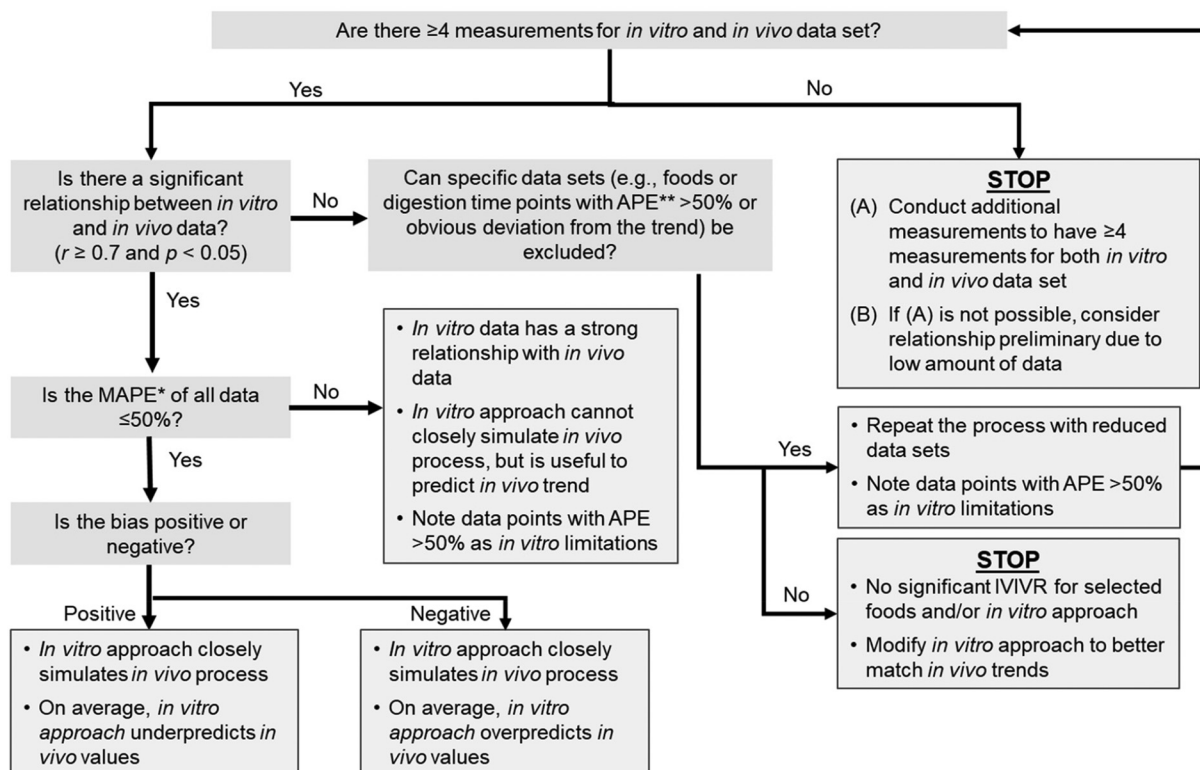 Are there ≥4 measurements for in vitro and in vivo data set?
Yes
No
Is there a significant
relationship between in vitro
and in vivo data?
(r ≥ 0.7 and p < 0.05)
No
Can specific data sets (e.g., foods or
digestion time points with APE** >50% or
obvious deviation from the trend) be
excluded?
STOP
(A) Conduct additional
measurements to have ≥4
measurements for both in vitro
and in vivo data set
(B) If (A) is not possible, consider
relationship preliminary due to
low amount of data
Yes
Is the MAPE* of all data
≤50%?
No
• In vitro data has a strong
relationship with in vivo
data
• In vitro approach cannot
closely simulate in vivo
process, but is useful to
predict in vivo trend
• Note data points with APE
>50% as in vitro limitations
Yes
• Repeat the process with reduced
data sets
• Note data points with APE >50%
as in vitro limitations
Yes
Is the bias positive or
negative?
No
STOP
• No significant IVIVR for selected
foods and/or in vitro approach
• Modify in vitro approach to better
match in vivo trends
Positive
Negative
• In vitro approach closely
simulates in vivo process
• On average, in vitro
approach underpredicts in
vivo values
• In vitro approach closely
simulates in vivo process
• On average, in vitro
approach overpredicts in
vivo values